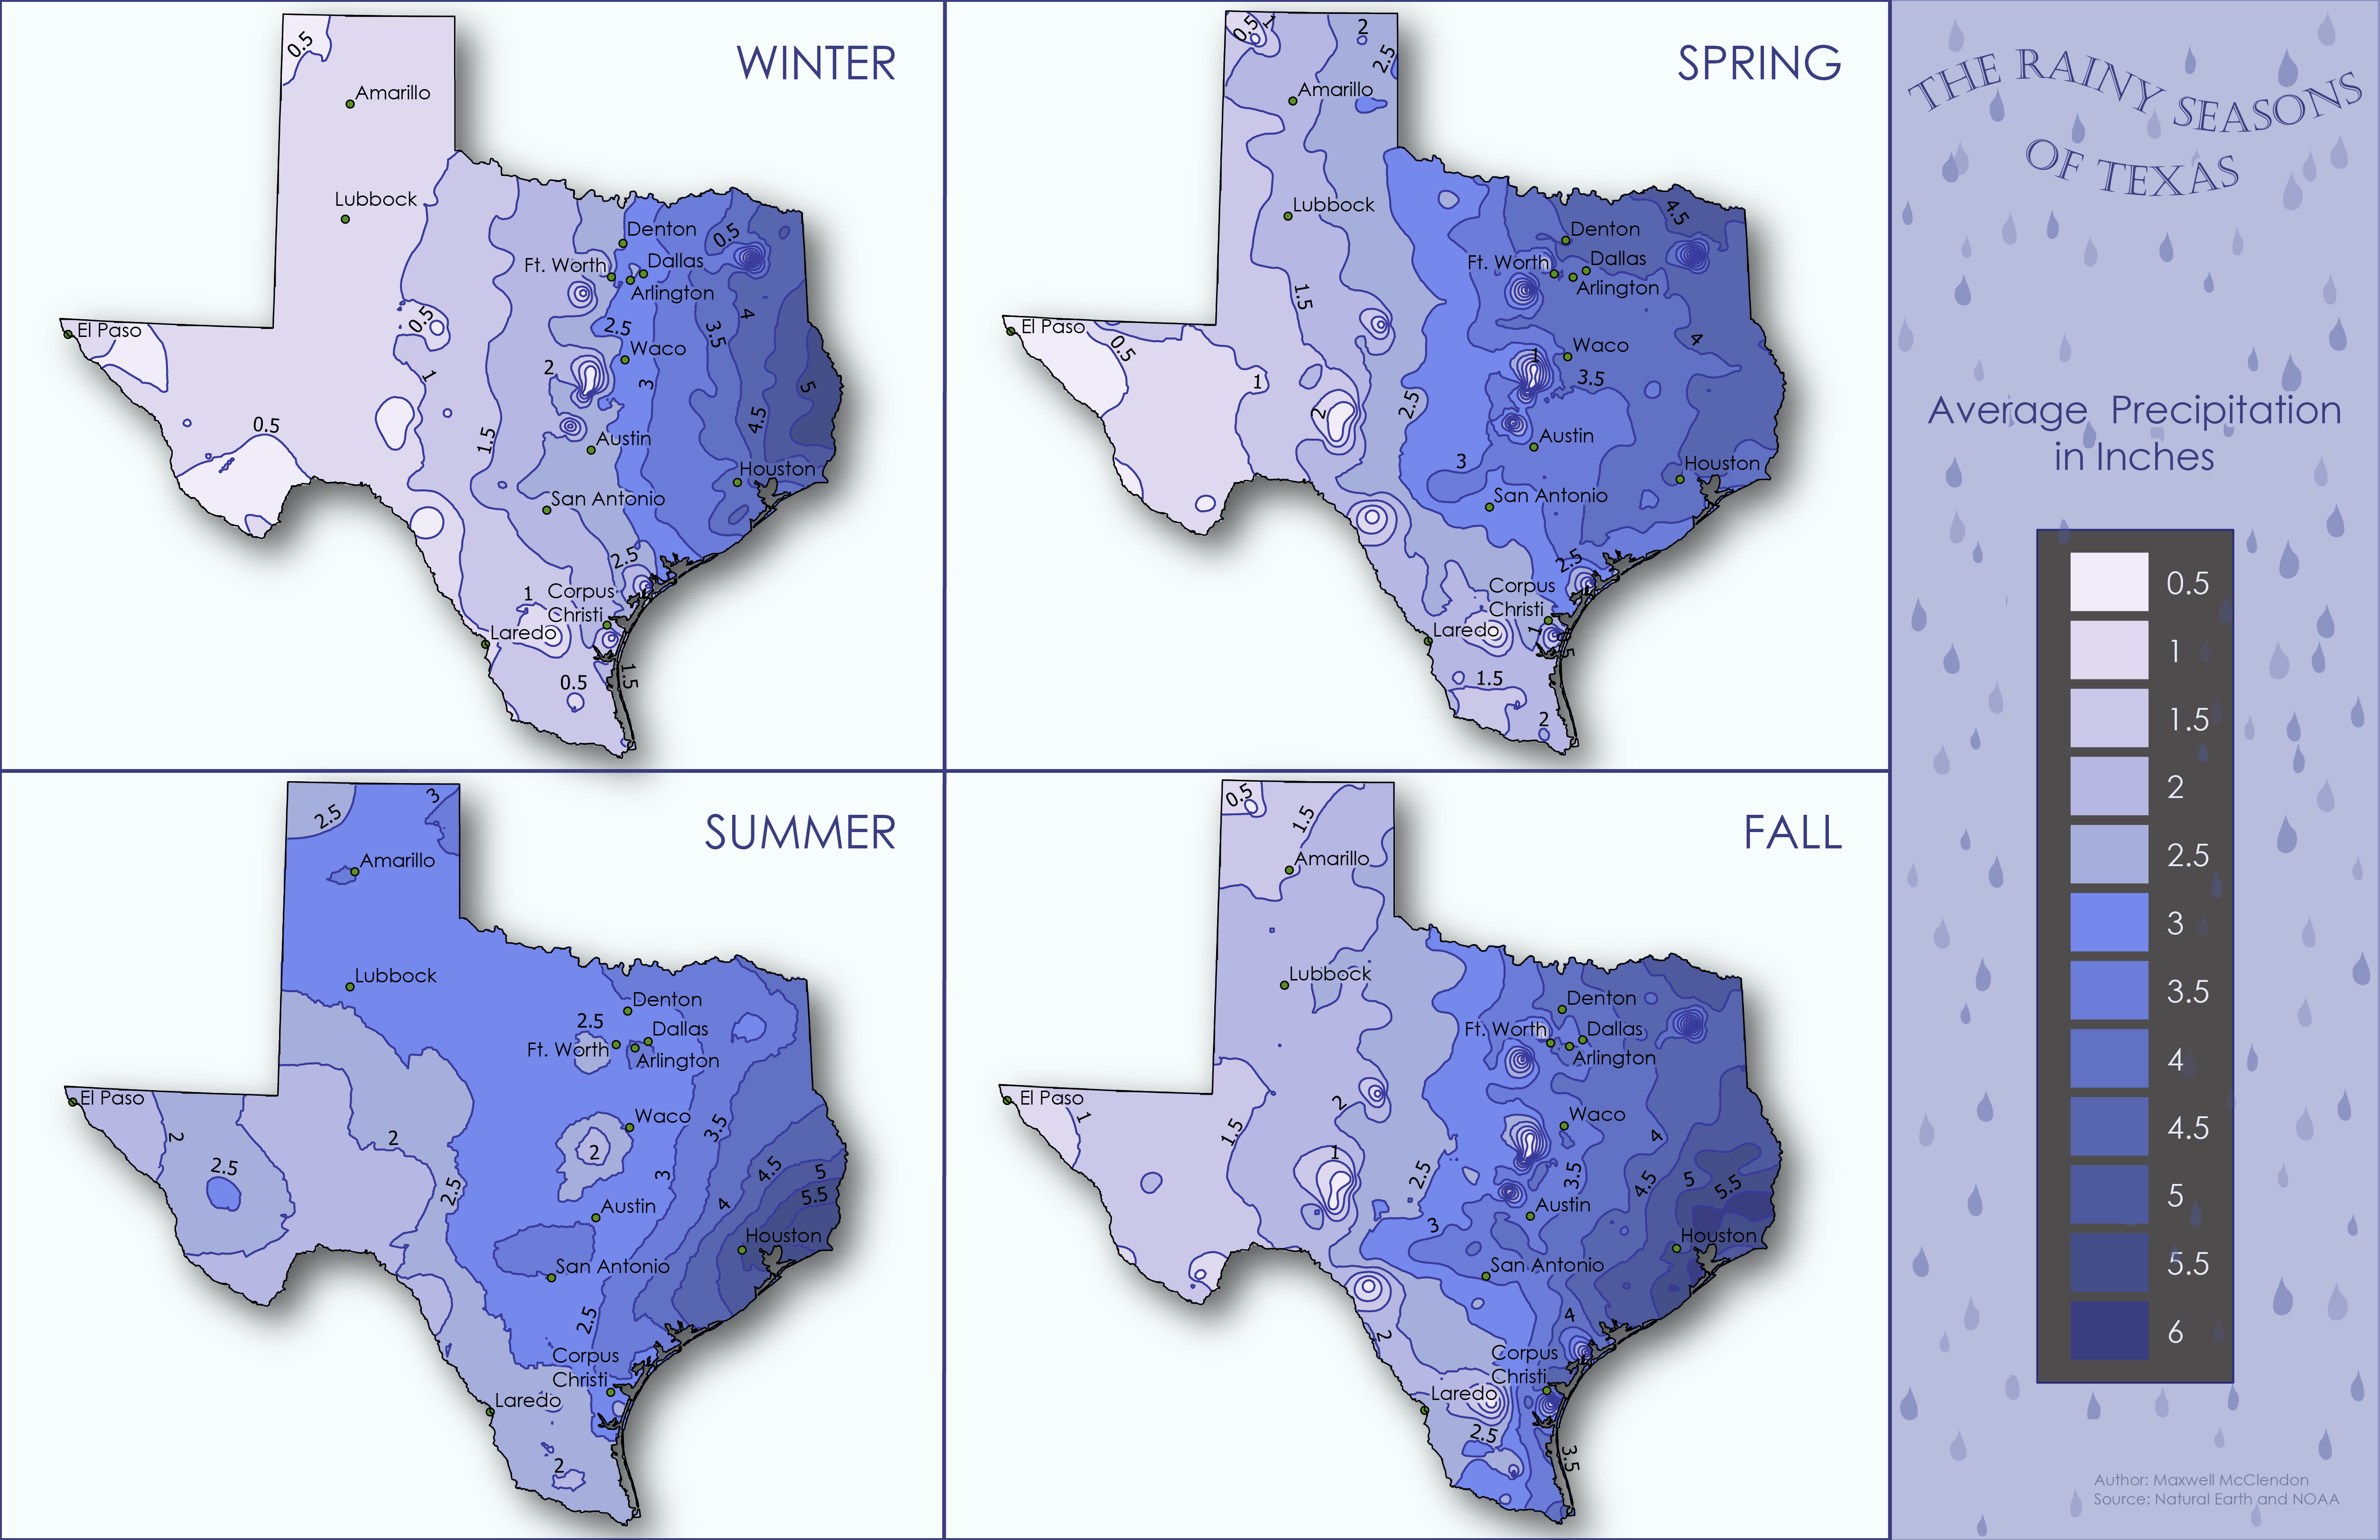 WINTER
0.5
Amarillo
Lubbock
Denton
0.5
Ft. Worth
Dallas
Arlington
El Paso
0.5
2.5
3.5
4
Waco
2
1
3
5
0.5
1.5
4.5
Austin
Houston
San Antonio
2.5
1
Corpus
Christi
Laredo
0.5
1.5
SPRING
0.5
1
2
2.5
Amarillo
Lubbock
4.5
Denton
Ft. Worth
Dallas
Arlington
1.5
El Paso
0.5
4
Waco
1
1
3.5
2
2.5
Austin
3
Houston
San Antonio
2.5
Corpus
Christi
Laredo
1
1.5
2
SUMMER
2.5
3
Amarillo
Lubbock
Denton
2.5
Dallas
Ft. Worth
Arlington
El Paso
Waco
2
2
2
3.5
2.5
2.5
3
4.5
5
5.5
4
Austin
Houston
San Antonio
2.5
Corpus
Christi
Laredo
2
FALL
0.5
1.5
Amarillo
Lubbock
Denton
Ft. Worth
Dallas
Arlington
El Paso
1
2
1.5
Waco
4
1
2.5
3.5
4.5
5
5.5
Austin
3
Houston
San Antonio
4
2
Corpus
Christi
Laredo
2.5
3.5
THE RAINY SEASONS
OF TEXAS
Average Precipitation
in Inches
0.5
1
1.5
2
2.5
3
3.5
4
4.5
5
5.5
6
Author: Maxwell McClendon
Source: Natural Earth and NOAA